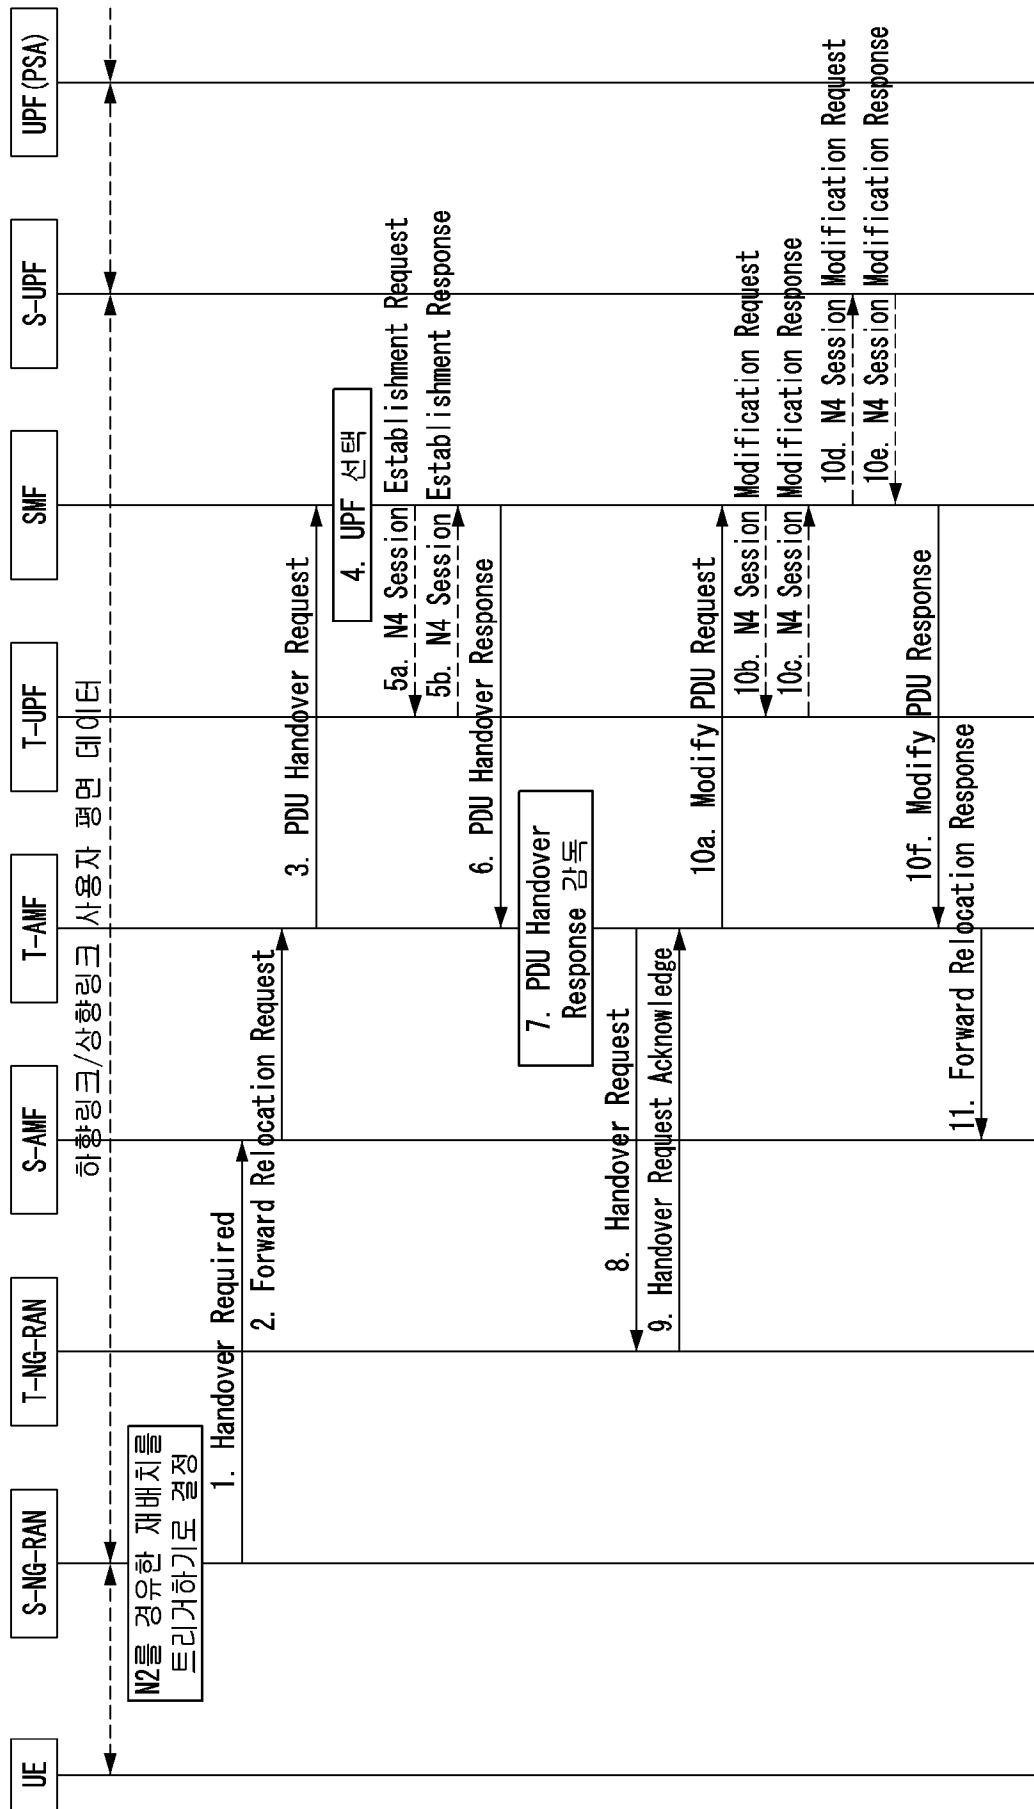 UE
S-NG-RAN
T-NG-RAN
S-AMF
T-AMF
T-UPF
SMF
S-UPF
UPF(PSA)
하향링크/상향링크 사용자 평면 데이터
N2를 경유한 재배치를
트리거하기로 결정
1. Handover Required
2. Forward Relocation Request
3. PDU Handover Request
4. UPF 선택
5a. N4 Session Establishment Request
5b. N4 Session Establishment Response
6. PDU Handover Response
7. PDU Handover
Response 감독
8. Handover Request
9. Handover Request Acknowledge
10a. Modify PDU Request
10b. N4 Session Modification Request
10c. N4 Session Modification Response
10d. N4 Session Modification Request
10e. N4 Session Modification Response
10f. Modify PDU Response
11. Forward Relocation Response